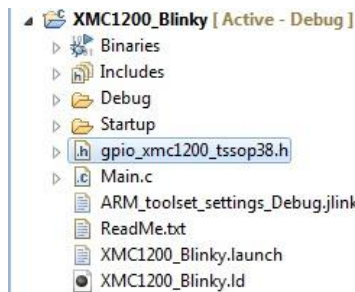 XMC1200_Blinky [ Active - Debug ]
Binaries
Includes
Debug
Startup
gpio_xmc1200_tssop38.h
Main.c
ARM_toolset_settings_Debug.jlink
ReadMe.txt
XMC1200_Blinky.launch
XMC1200_Blinky.ld